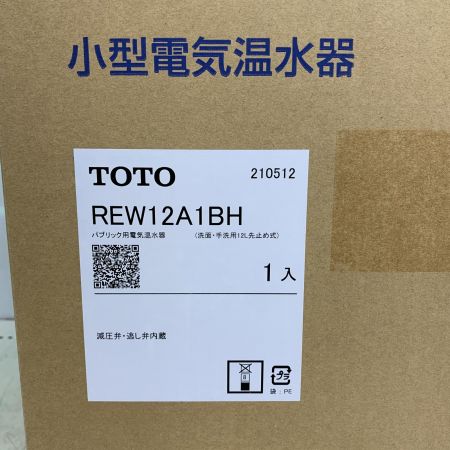 小型電気温水器
TOTO 210512
REW12A1BH
パブリック用電気温水器 (洗面・手洗用12L先止め式)
1入
減圧弁・逃し弁内蔵
プラ
袋:PE